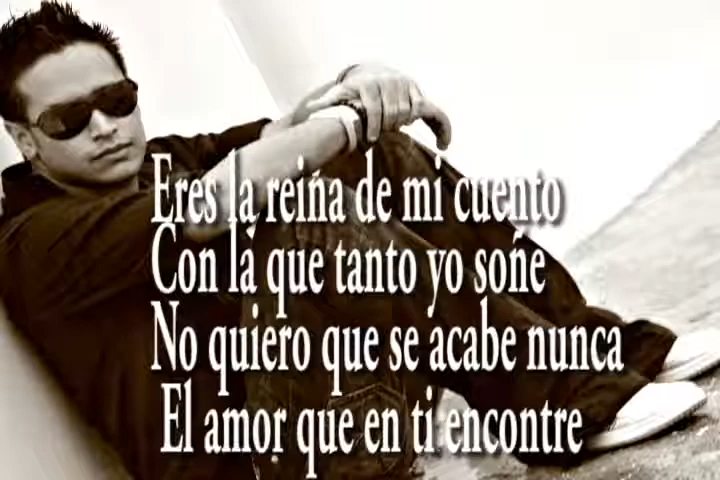 Eres la reina de mi cuento
Con la que tanto yo soñe
No quiero que se acabe nunca
El amor que en ti encontre